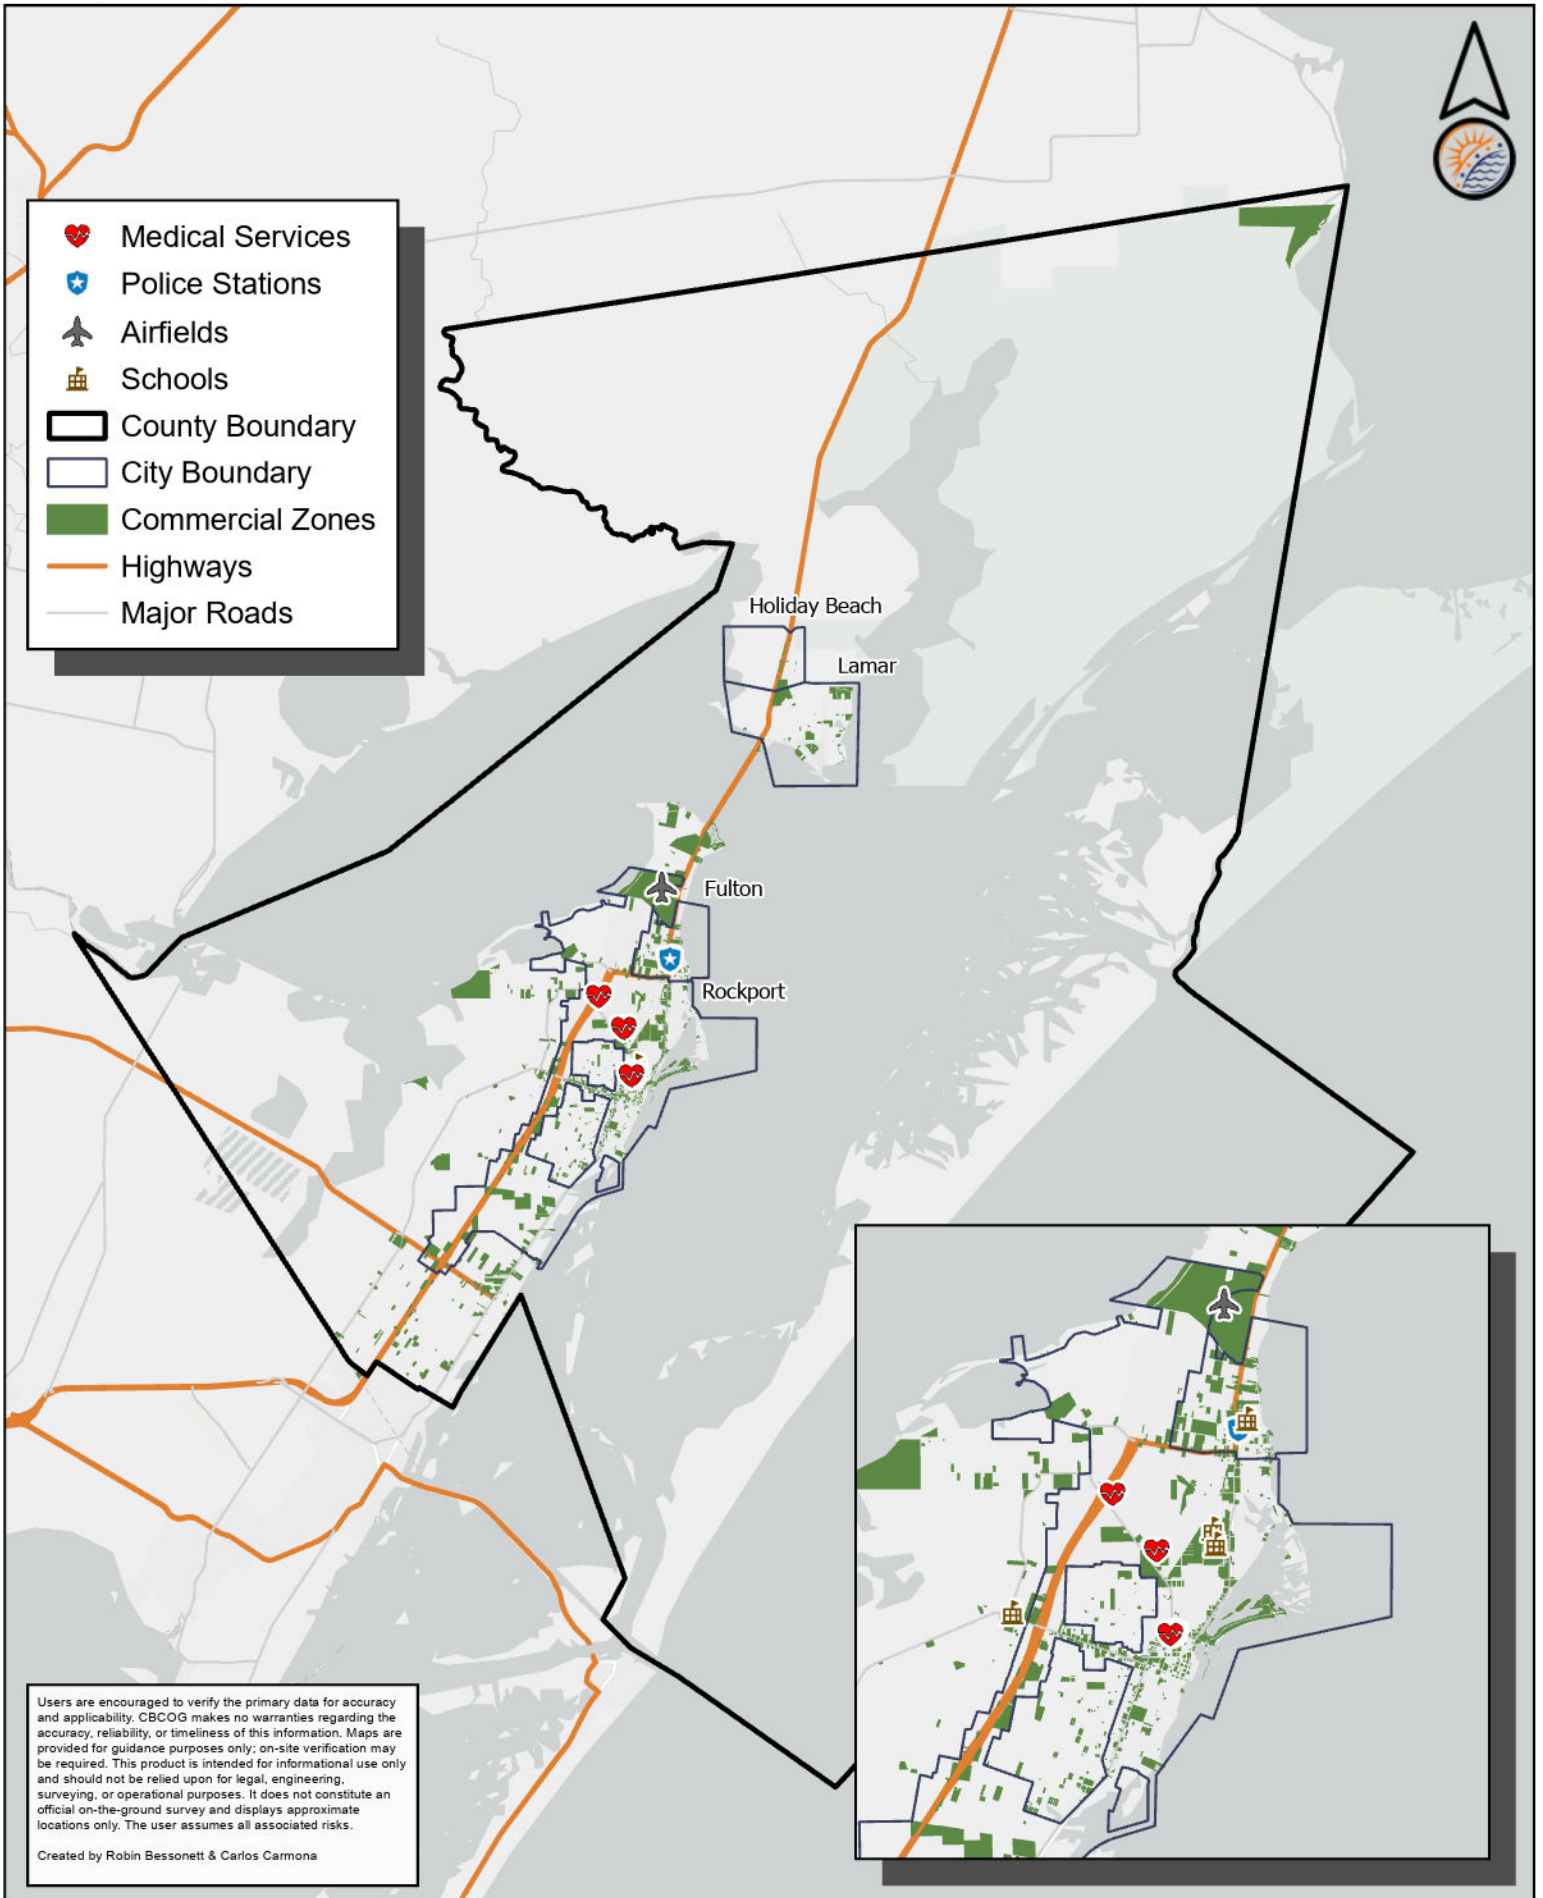 Medical Services
Police Stations
Airfields
Schools
County Boundary
City Boundary
Commercial Zones
Highways
Major Roads
Holiday Beach
Lamar
Fulton
Rockport
Users are encouraged to verify the primary data for accuracy
and applicability. CBCOG makes no warranties regarding the
accuracy, reliability, or timeliness of this information. Maps are
provided for guidance purposes only; on-site verification may
be required. This product is intended for informational use only
and should not be relied upon for legal, engineering,
surveying, or operational purposes. It does not constitute an
official on-the-ground survey and displays approximate
locations only. The user assumes all associated risks.
Created by Robin Bessonett & Carlos Carmona